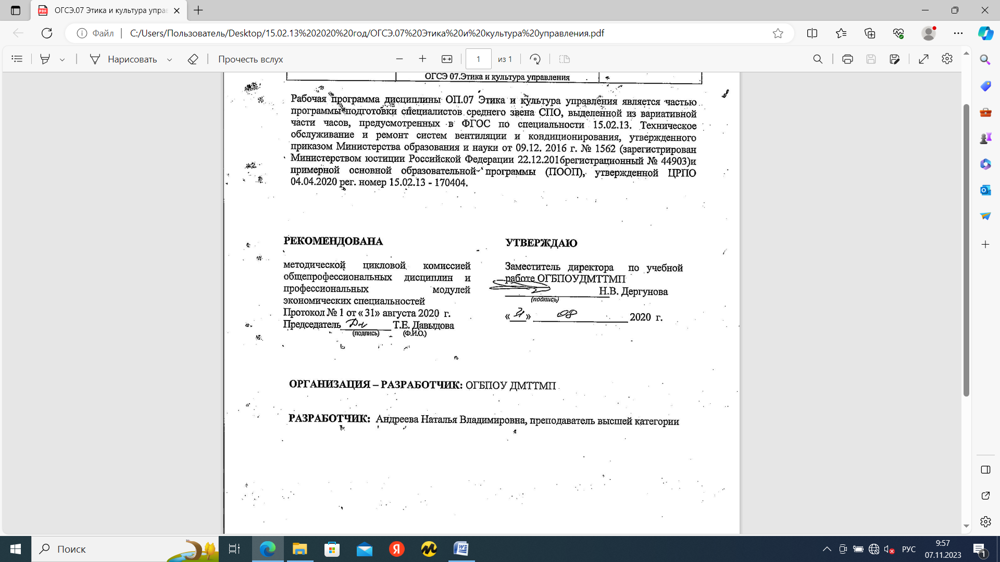 ОГСЭ.07 Этика и культура упра
Файл
C:/Users/Пользователь/Desktop/15.02.13%202020%20год/ОГСЭ.07%20Этика%20и%20культура%20управления.pdf
Нарисовать
Прочесть вслух
1
из 1
ОГСЭ 07.Этика и культура управления
Рабочая программа дисциплины ОП.07 Этика и культура управления является частью
программы подготовки специалистов среднего звена СПО, выделенной из вариативной
части часов, предусмотренных в ФГОС по специальности 15.02.13. Техническое
обслуживание и ремонт систем вентиляции и кондиционирования, утвержденного
приказом Министерства образования и науки от 09.12. 2016 г. № 1562 (зарегистрирован
Министерством юстиции Российской Федерации 22.12.2016регистрационный № 44903)и
примерной основной образовательной программы (ПООП), утвержденной ЦРПО
04.04.2020 рег. номер 15.02.13 - 170404.
РЕКОМЕНДОВАНА
методической цикловой комиссией
общепрофессиональных дисциплин и
профессиональных модулей
экономических специальностей
Протокол № 1 от « 31» августа 2020 г.
Председатель Т.Е. Давыдова
(подпись) (Ф.И.О.)
УТВЕРЖДАЮ
Заместитель директора по учебной
работе ОГБПОУДМТТМП
Н.В. Дергунова
(подпись)
« 31 » 08 2020 г.
ОРГАНИЗАЦИЯ – РАЗРАБОТЧИК: ОГБПОУ ДМТТМП
РАЗРАБОТЧИК: Андреева Наталья Владимировна, преподаватель высшей категории
Поиск
РУС
9:57
07.11.2023
1